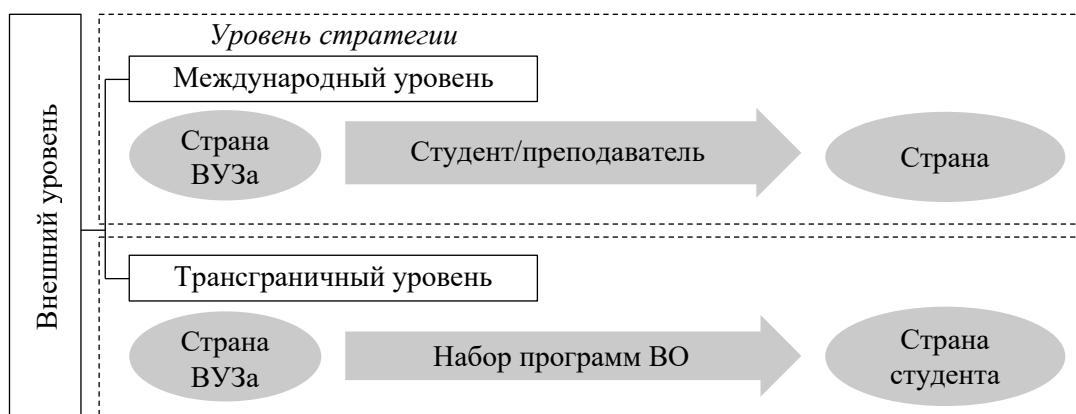 Внешний уровень
Уровень стратегии
Международный уровень
Страна
ВУЗа
Студент/преподаватель
Страна
Трансграничный уровень
Страна
ВУЗа
Набор программ ВО
Страна
студента